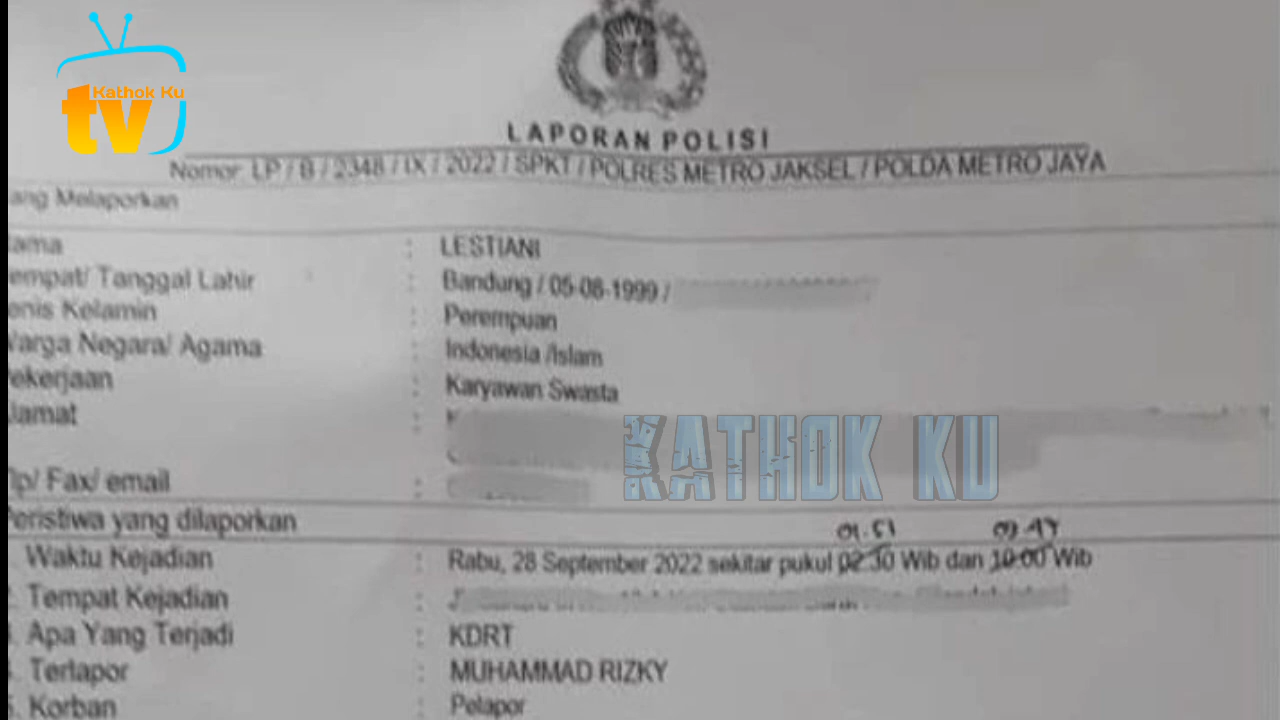 Kathok Ku
tv
LAPORAN POLISI
Nomor: LP / B / 2348 / IX / 2022 / SPKT / POLRES METRO JAKSEL / POLDA METRO JAYA
ang Melaporkan
ama : LESTIANI
empat/ Tanggal Lahir : Bandung / 05-08-1999 /
enis Kelamin : Perempuan
Warga Negara/ Agama : Indonesia /Islam
ekerjaan : Karyawan Swasta
lamat :
KATHOK KU
lp/ Fax/ email :
Peristiwa yang dilaporkan
01.51
. Waktu Kejadian : Rabu, 28 September 2022 sekitar pukul 02:30 Wib dan 10:00 Wib
. Tempat Kejadian :
. Apa Yang Terjadi : KDRT
. Terlapor : MUHAMMAD RIZKY
. Korban : Pelapor